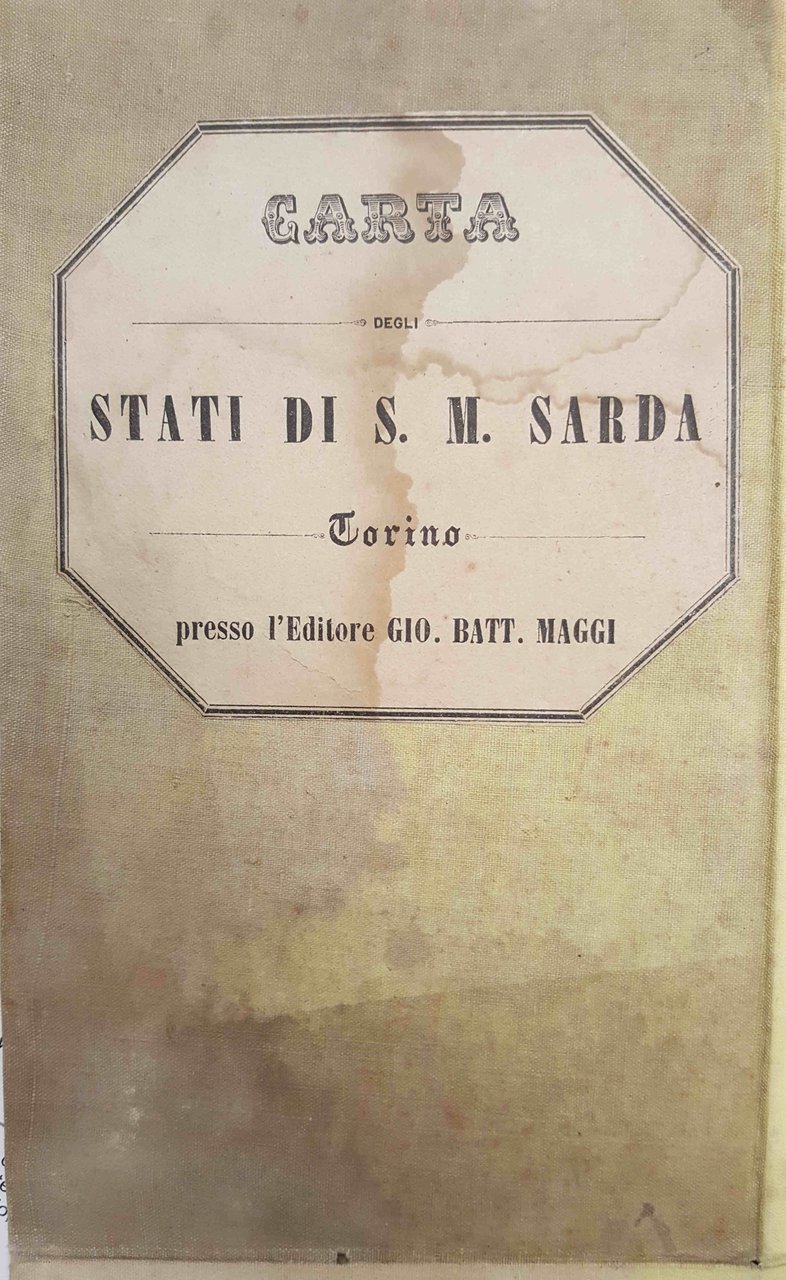 CARTA
DEGLI
STATI DI S. M. SARDA
Torino
presso l'Editore GIO. BATT. MAGGI